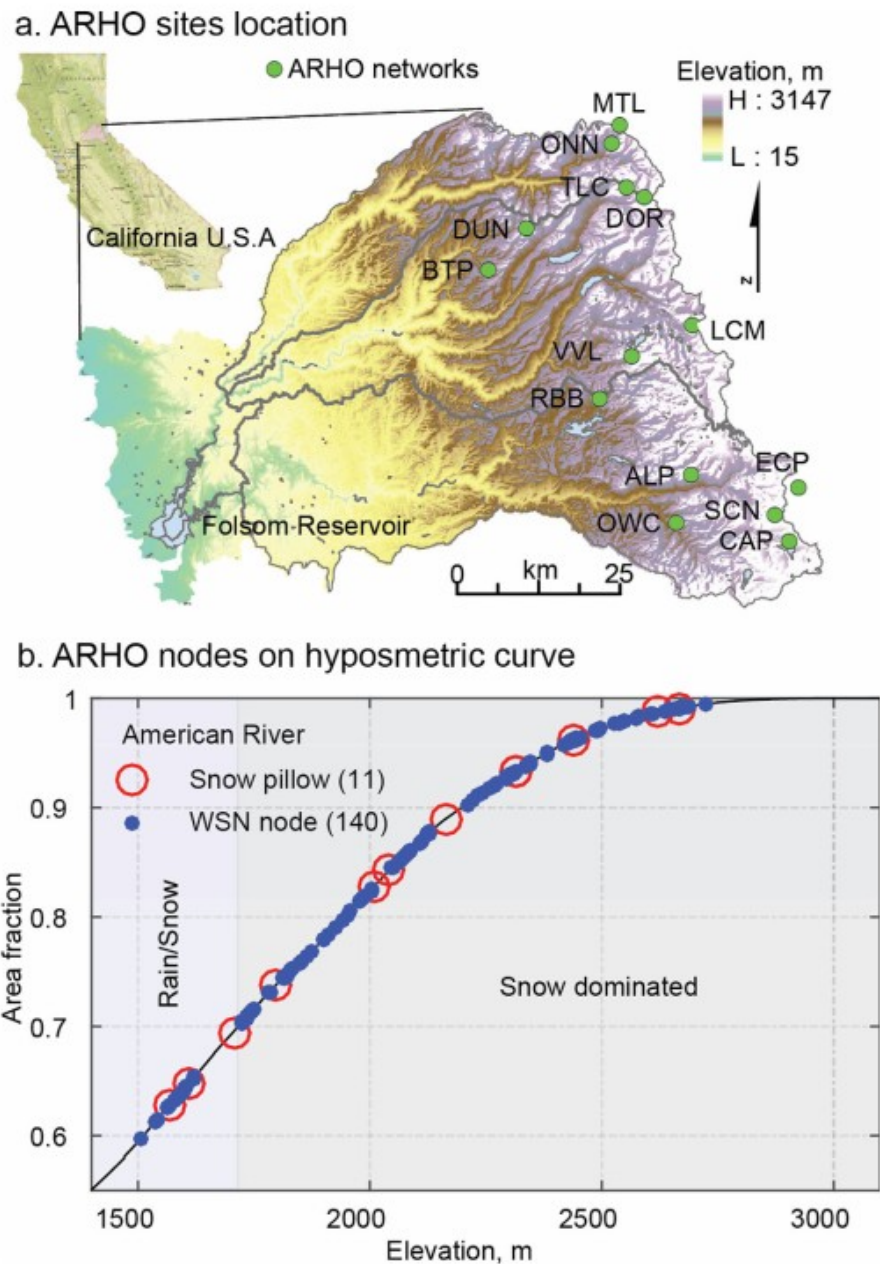 a. ARHO sites location
ARHO networks
Elevation, m
H : 3147
L : 15
MTL
ONN
TLC
DOR
DUN
BTP
California U.S.A
N
LCM
VVL
RBB
ALP
ECP
SCN
OWC
CAP
Folsom Reservoir
0 km 25
b. ARHO nodes on hyposmetric curve
1
American River
Snow pillow (11)
0.9
WSN node (140)
0.8
Area fraction
Rain/Snow
Snow dominated
0.7
0.6
1500 2000 2500 3000
Elevation, m